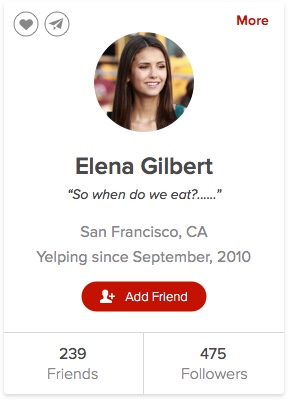 More
Elena Gilbert
“So when do we eat?......”
San Francisco, CA
Yelping since September, 2010
Add Friend
239
Friends
475
Followers